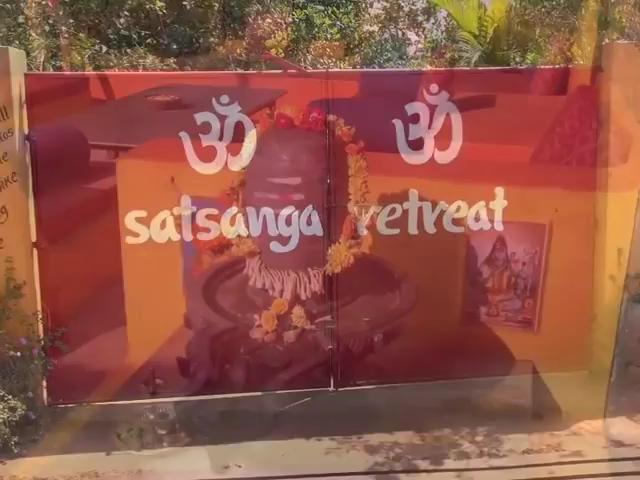 ॐ ॐ
satsanga retreat